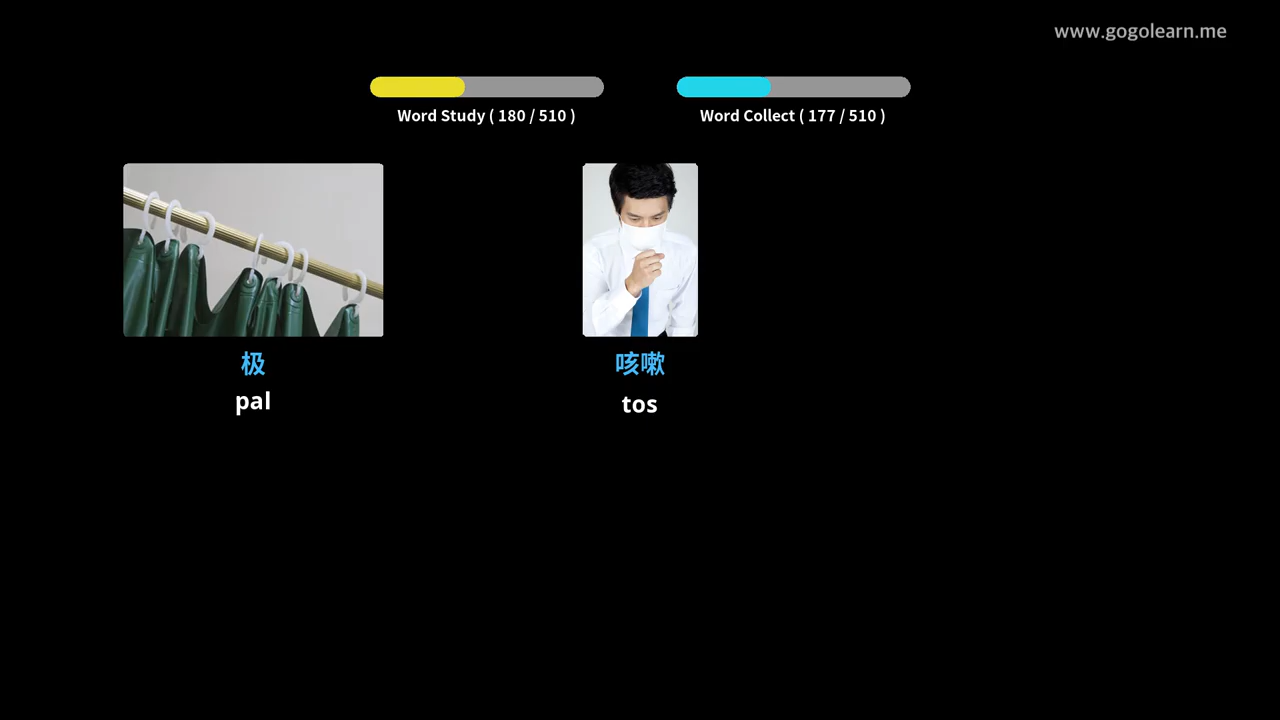 www.gogolearn.me
Word Study ( 180 / 510 )
Word Collect ( 177 / 510 )
极
pal
咳嗽
tos